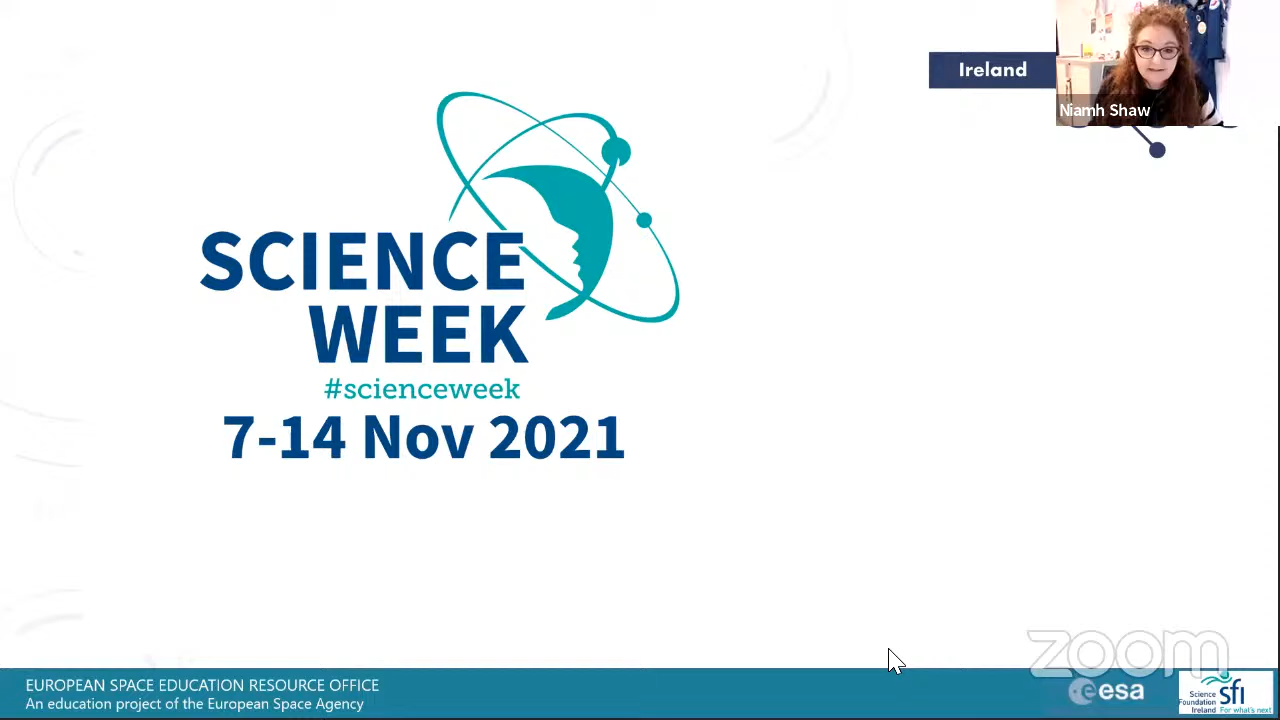 Ireland
Niamh Shaw
SCIENCE
WEEK
#scienceweek
7-14 Nov 2021
zoom
EUROPEAN SPACE EDUCATION RESOURCE OFFICE
An education project of the European Space Agency
esa
Science
Foundation
Ireland
sfi
For what's next